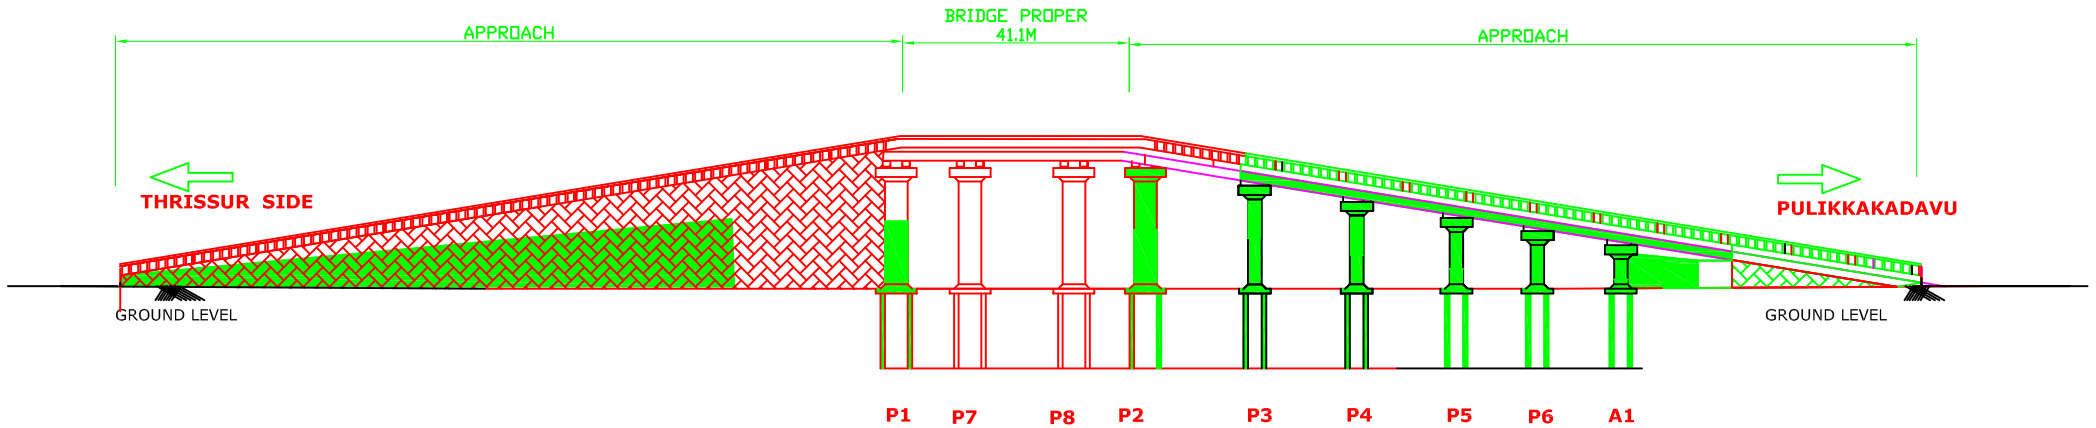 BRIDGE PROPER
APPROACH
41.1M
APPROACH
THRISSUR SIDE
PULIKKAKADAVU
GROUND LEVEL
GROUND LEVEL
P1 P7 P8 P2 P3 P4 P5 P6 A1